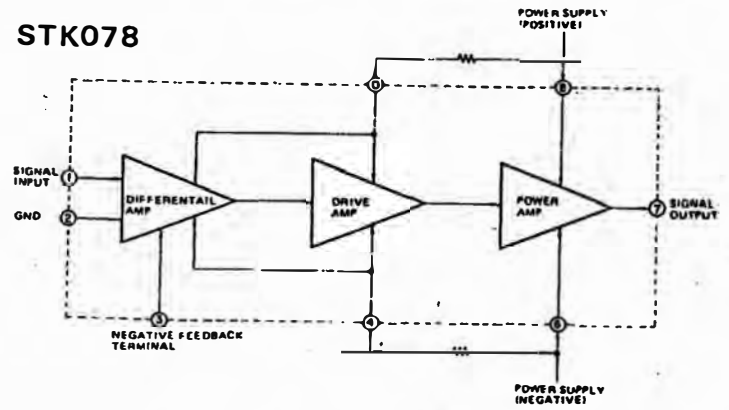 STK078
POWER SUPPLY
(POSITIVE)
8
SIGNAL
INPUT
1
GND
2
DIFFERENTAIL
AMP
DRIVE
AMP
POWER
AMP
7
SIGNAL
OUTPUT
3
4
6
NEGATIVE FEEDBACK
TERMINAL
POWER SUPPLY
(NEGATIVE)